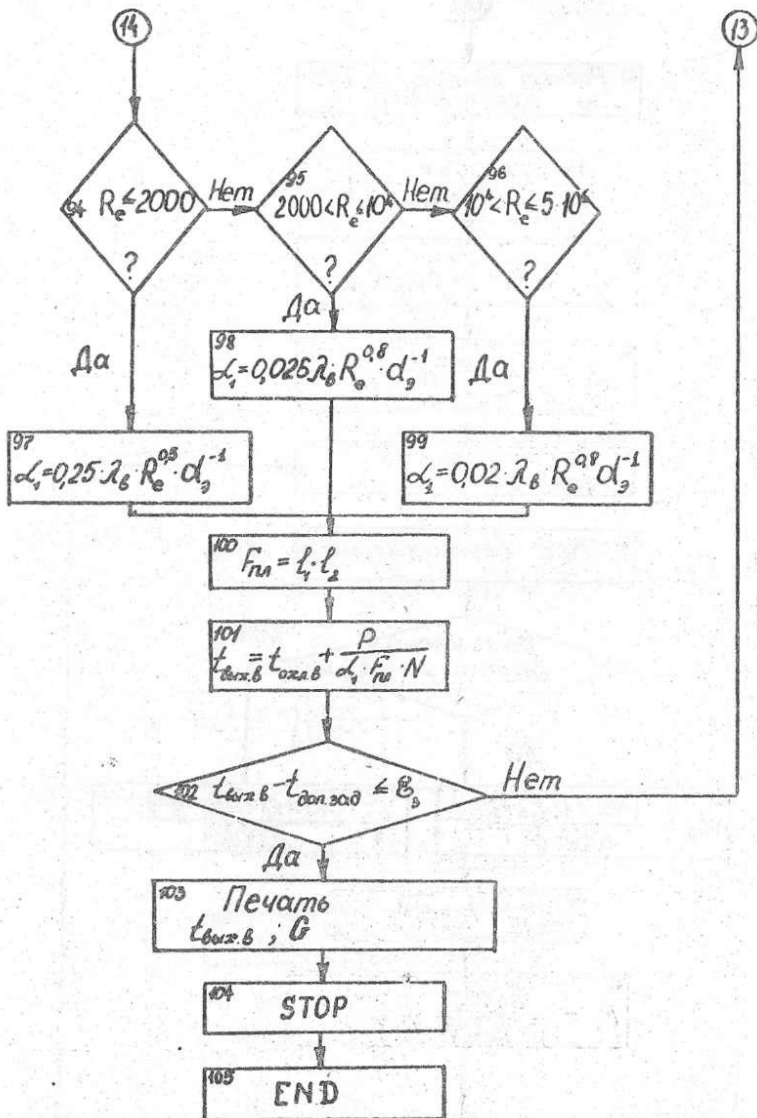 14
13
94 Re ≤ 2000
?
Нет
95
2000 < Re ≤ 10⁴
?
Нет
96
10⁴ < Re ≤ 5·10⁴
?
Да
Да
Да
98
α₁ = 0,025 λв Re^0,8 · dэ⁻¹
97
α₁ = 0,25 · λв · Re^0,5 · dэ⁻¹
99
α₁ = 0,02 · λв Re^0,8 dэ⁻¹
100
Fпл = l₁ · l₂
101
tвых.в = tохл.в + P / (α₁ · Fпл · N)
102 tвых.в - tдоп.зад ≤
Нет
Да
103 Печать
tвых.в ; G
104 STOP
105 END